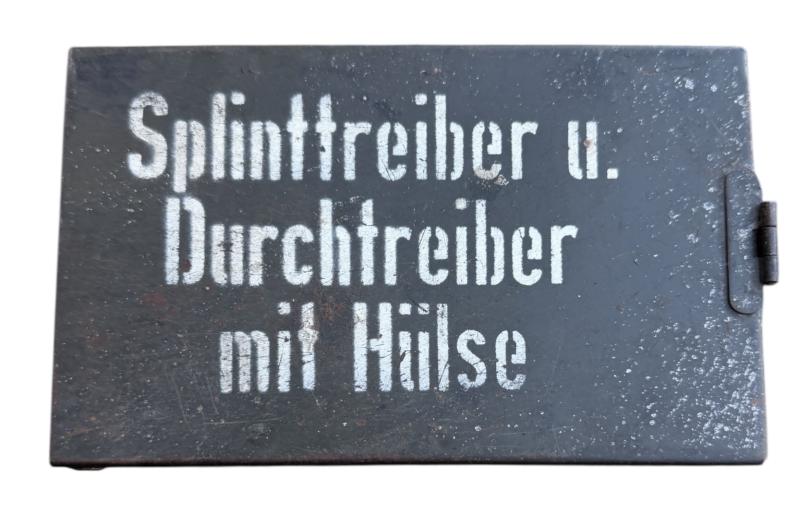 Splinttreiber u.
Durchtreiber
mit Hülse